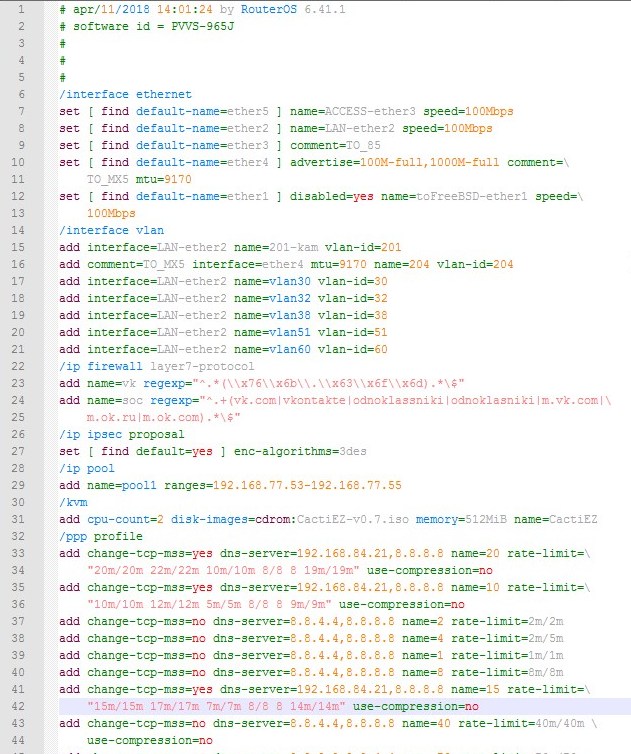 1 # apr/11/2018 14:01:24 by RouterOS 6.41.1
2 # software id = PVVS-965J
3 #
4 #
5 #
6 /interface ethernet
7 set [ find default-name=ether5 ] name=ACCESS-ether3 speed=100Mbps
8 set [ find default-name=ether2 ] name=LAN-ether2 speed=100Mbps
9 set [ find default-name=ether3 ] comment=TO_85
10 set [ find default-name=ether4 ] advertise=100M-full,1000M-full comment=\
11 TO_MX5 mtu=9170
12 set [ find default-name=ether1 ] disabled=yes name=toFreeBSD-ether1 speed=\
13 100Mbps
14 /interface vlan
15 add interface=LAN-ether2 name=201-kam vlan-id=201
16 add comment=TO_MX5 interface=ether4 mtu=9170 name=204 vlan-id=204
17 add interface=LAN-ether2 name=vlan30 vlan-id=30
18 add interface=LAN-ether2 name=vlan32 vlan-id=32
19 add interface=LAN-ether2 name=vlan38 vlan-id=38
20 add interface=LAN-ether2 name=vlan51 vlan-id=51
21 add interface=LAN-ether2 name=vlan60 vlan-id=60
22 /ip firewall layer7-protocol
23 add name=vk regexp="^.*(\\x76\\x6b\\.\\x63\\x6f\\x6d).*\$"
24 add name=soc regexp="^.+(vk.com|vkontakte|odnoklassniki|odnoklasniki|m.vk.com|\
25 m.ok.ru|m.ok.com).*\$"
26 /ip ipsec proposal
27 set [ find default=yes ] enc-algorithms=3des
28 /ip pool
29 add name=pool1 ranges=192.168.77.53-192.168.77.55
30 /kvm
31 add cpu-count=2 disk-images=cdrom:CactiEZ-v0.7.iso memory=512MiB name=CactiEZ
32 /ppp profile
33 add change-tcp-mss=yes dns-server=192.168.84.21,8.8.8.8 name=20 rate-limit=\
34 "20m/20m 22m/22m 10m/10m 8/8 8 19m/19m" use-compression=no
35 add change-tcp-mss=yes dns-server=192.168.84.21,8.8.8.8 name=10 rate-limit=\
36 "10m/10m 12m/12m 5m/5m 8/8 8 9m/9m" use-compression=no
37 add change-tcp-mss=no dns-server=8.8.4.4,8.8.8.8 name=2 rate-limit=2m/2m
38 add change-tcp-mss=no dns-server=8.8.4.4,8.8.8.8 name=4 rate-limit=2m/5m
39 add change-tcp-mss=no dns-server=8.8.4.4,8.8.8.8 name=1 rate-limit=1m/1m
40 add change-tcp-mss=no dns-server=8.8.4.4,8.8.8.8 name=8 rate-limit=8m/8m
41 add change-tcp-mss=yes dns-server=192.168.84.21,8.8.8.8 name=15 rate-limit=\
42 "15m/15m 17m/17m 7m/7m 8/8 8 14m/14m" use-compression=no
43 add change-tcp-mss=no dns-server=8.8.4.4,8.8.8.8 name=40 rate-limit=40m/40m \
44 use-compression=no